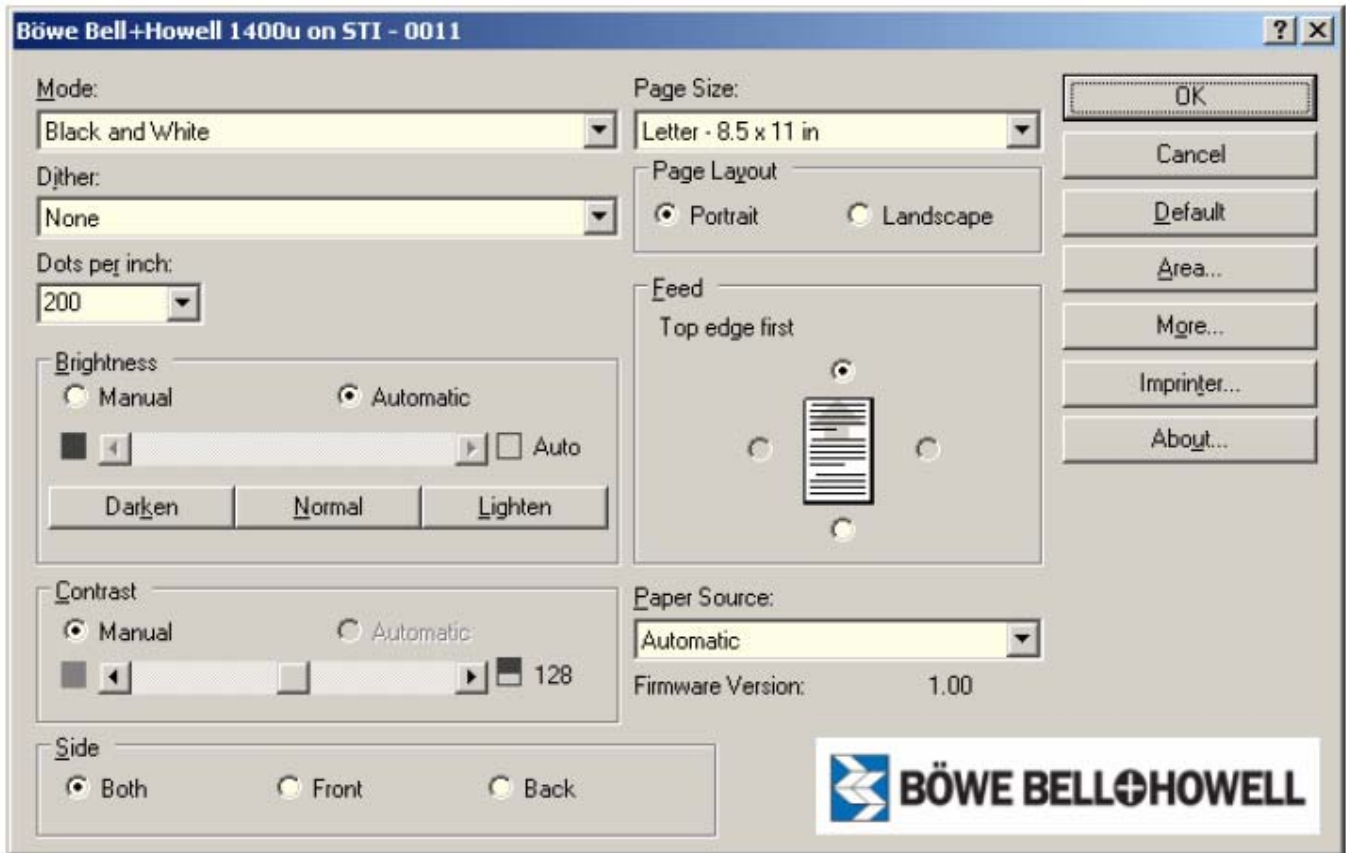 Böwe Bell+Howell 1400u on STI - 0011
Mode:
Black and White
Dither:
None
Dots per inch:
200
Brightness
Manual Automatic
Auto
Darken Normal Lighten
Contrast
Manual Automatic
128
Side
Both Front Back
Page Size:
Letter - 8.5 x 11 in
Page Layout
Portrait Landscape
Feed
Top edge first
Paper Source:
Automatic
Firmware Version: 1.00
OK
Cancel
Default
Area...
More...
Imprinter...
About...
BÖWE BELL+HOWELL